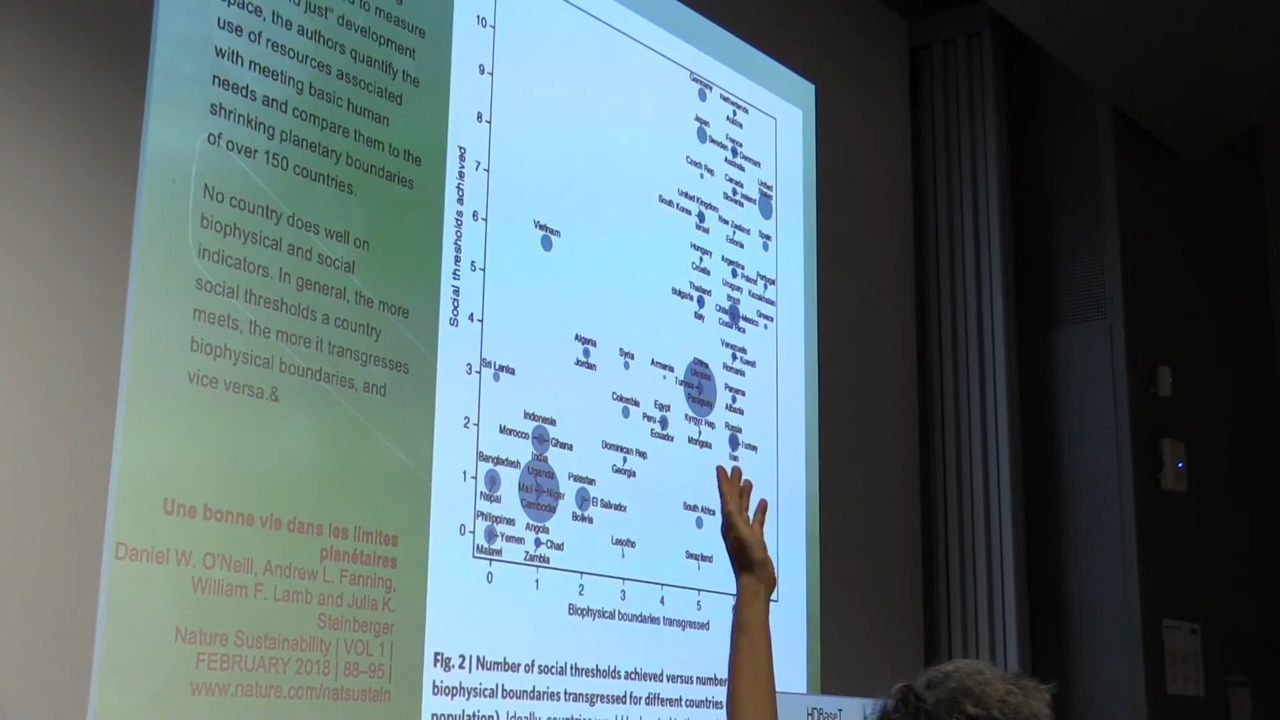 to measure
just" development
space, the authors quantify the
use of resources associated
with meeting basic human
needs and compare them to the
shrinking planetary boundaries
of over 150 countries.
No country does well on
biophysical and social
indicators. In general, the more
social thresholds a country
meets, the more it transgresses
biophysical boundaries, and
vice versa.&
Une bonne vie dans les limites
planétaires
Daniel W. O'Neill, Andrew L. Fanning,
William F. Lamb and Julia K.
Steinberger
Nature Sustainability | VOL 1 |
FEBRUARY 2018 | 88–95 |
www.nature.com/natsustain
Social thresholds achieved
10
9
8
7
6
5
4
3
2
1
0
Germany
Netherlands
Austria
Japan
France
Sweden
Denmark
Australia
Czech Rep.
Canada
United
States
Ireland
Slovenia
United Kingdom
South Korea
Israel
New Zealand
Estonia
Spain
Vietnam
Hungary
Croatia
Argentina
Poland
Portugal
Uruguay
Kazakhstan
Thailand
Bulgaria
Italy
Brazil
Chile
Mexico
Greece
Costa Rica
Algeria
Jordan
Syria
Armenia
Venezuela
Kuwait
Romania
Sri Lanka
China
Ukraine
Tunisia
Paraguay
Panama
Albania
Colombia
Egypt
Peru
Ecuador
Kyrgyz Rep.
Mongolia
Russia
Turkey
Iran
Indonesia
Morocco
Ghana
India
Dominican Rep.
Georgia
Bangladesh
Nepal
Uganda
Mali
Niger
Cambodia
Pakistan
El Salvador
Bolivia
South Africa
Philippines
Yemen
Malawi
Angola
Chad
Zambia
Lesotho
Swaziland
0 1 2 3 4 5
Biophysical boundaries transgressed
Fig. 2 | Number of social thresholds achieved versus number
biophysical boundaries transgressed for different countries
population). Ideally, countries would
HDBaseT